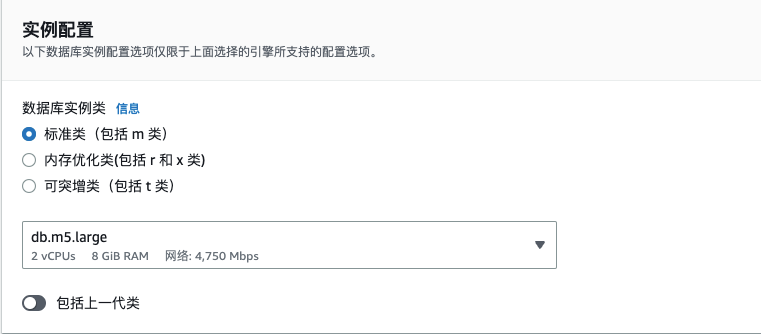 实例配置
以下数据库实例配置选项仅限于上面选择的引擎所支持的配置选项。
数据库实例类 信息
标准类（包括 m 类）
内存优化类(包括 r 和 x 类)
可突增类（包括 t 类）
db.m5.large
2 vCPUs 8 GiB RAM 网络: 4,750 Mbps
包括上一代类